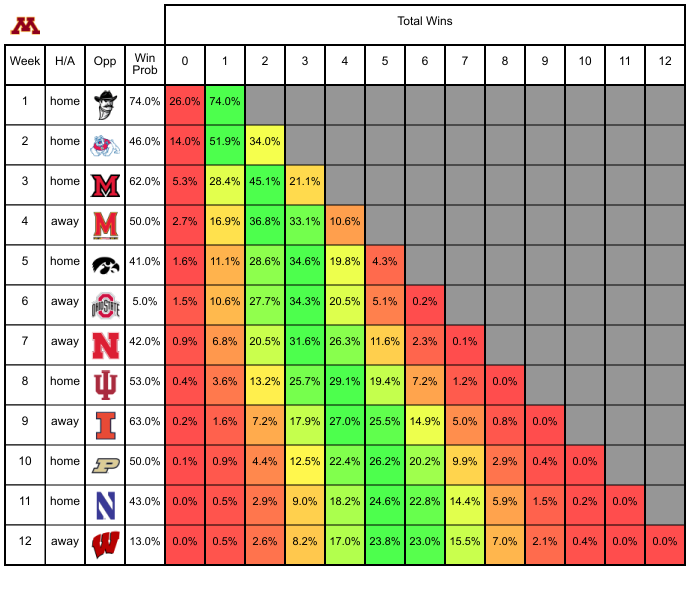 M
Total Wins
Week H/A Opp Win Prob 0 1 2 3 4 5 6 7 8 9 10 11 12
1 home 74.0% 26.0% 74.0%
2 home 46.0% 14.0% 51.9% 34.0%
3 home M 62.0% 5.3% 28.4% 45.1% 21.1%
4 away M 50.0% 2.7% 16.9% 36.8% 33.1% 10.6%
5 home 41.0% 1.6% 11.1% 28.6% 34.6% 19.8% 4.3%
6 away OHIO STATE 5.0% 1.5% 10.6% 27.7% 34.3% 20.5% 5.1% 0.2%
7 away N 42.0% 0.9% 6.8% 20.5% 31.6% 26.3% 11.6% 2.3% 0.1%
8 home IU 53.0% 0.4% 3.6% 13.2% 25.7% 29.1% 19.4% 7.2% 1.2% 0.0%
9 away I 63.0% 0.2% 1.6% 7.2% 17.9% 27.0% 25.5% 14.9% 5.0% 0.8% 0.0%
10 home P 50.0% 0.1% 0.9% 4.4% 12.5% 22.4% 26.2% 20.2% 9.9% 2.9% 0.4% 0.0%
11 home N 43.0% 0.0% 0.5% 2.9% 9.0% 18.2% 24.6% 22.8% 14.4% 5.9% 1.5% 0.2% 0.0%
12 away W 13.0% 0.0% 0.5% 2.6% 8.2% 17.0% 23.8% 23.0% 15.5% 7.0% 2.1% 0.4% 0.0% 0.0%